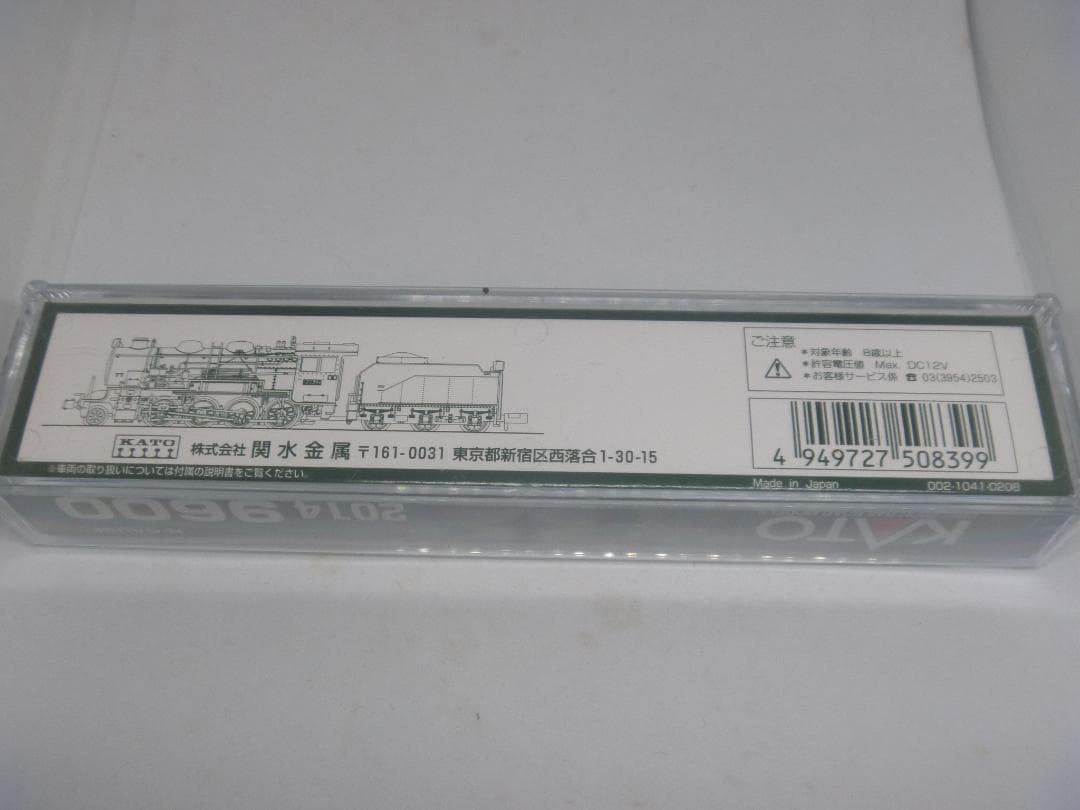 ご注意
*対象年齢 8歳以上
*許容電圧値 Max. DC12V
*お客様サービス係 ☎ 03(3954)2503
KATO
株式会社 関水金属 〒161-0031 東京都新宿区西落合1-30-15
※車両の取り扱いについては付属の説明書をご覧ください。
4 949727 508399
Made in Japan 002-1041-0208
9600 2014
KATO